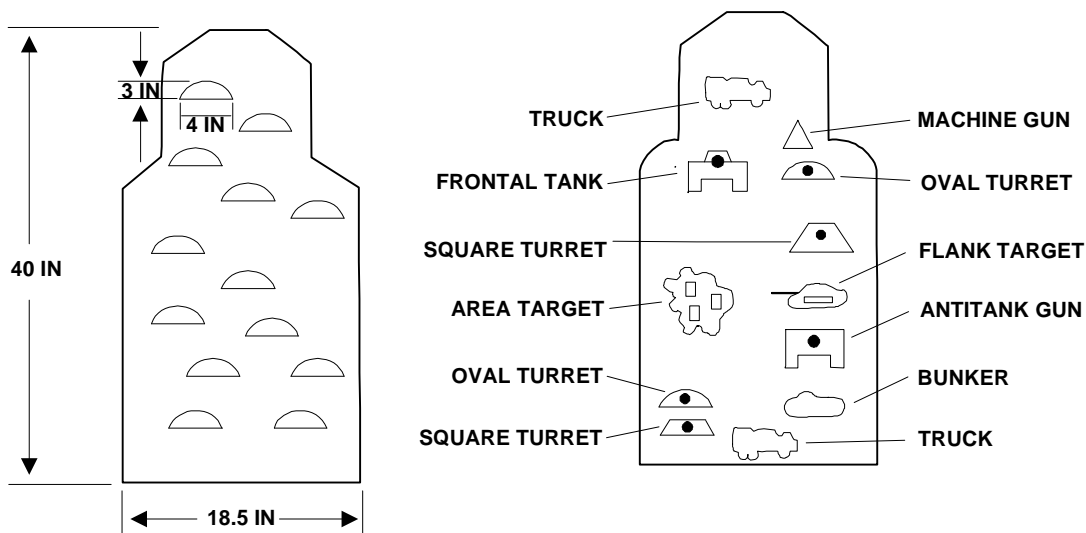 3 IN
4 IN
40 IN
18.5 IN
TRUCK
MACHINE GUN
FRONTAL TANK
OVAL TURRET
SQUARE TURRET
FLANK TARGET
AREA TARGET
ANTITANK GUN
OVAL TURRET
BUNKER
SQUARE TURRET
TRUCK